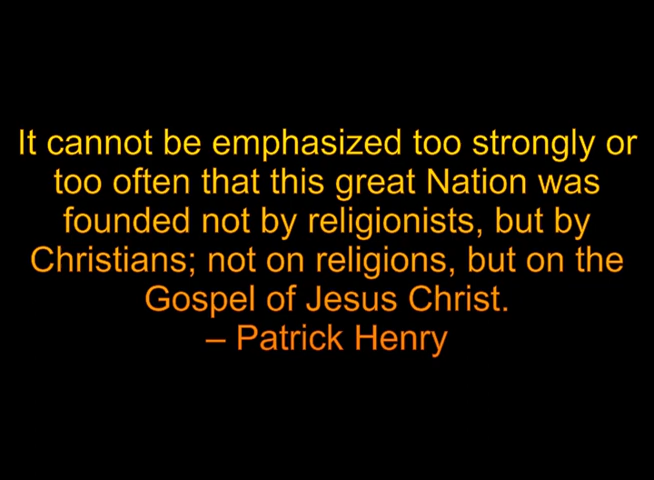 It cannot be emphasized too strongly or
too often that this great Nation was
founded not by religionists, but by
Christians; not on religions, but on the
Gospel of Jesus Christ.
– Patrick Henry